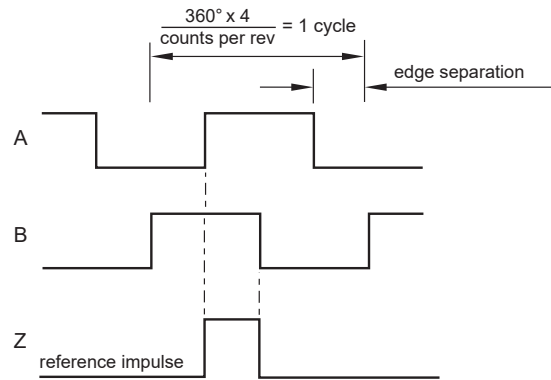 360° x 4
counts per rev
= 1 cycle
edge separation
A
B
Z
reference impulse